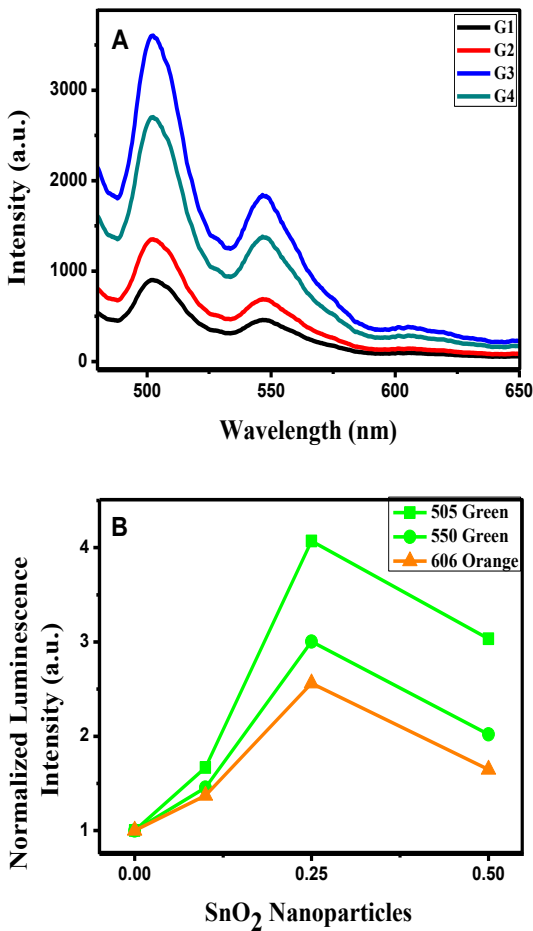 A
G1
G2
G3
G4
3000
2000
1000
0
500
550
600
650
Intensity (a.u.)
Wavelength (nm)
B
505 Green
550 Green
606 Orange
4
3
2
1
0.00
0.25
0.50
Normalized Luminescence
Intensity (a.u.)
SnO₂ Nanoparticles